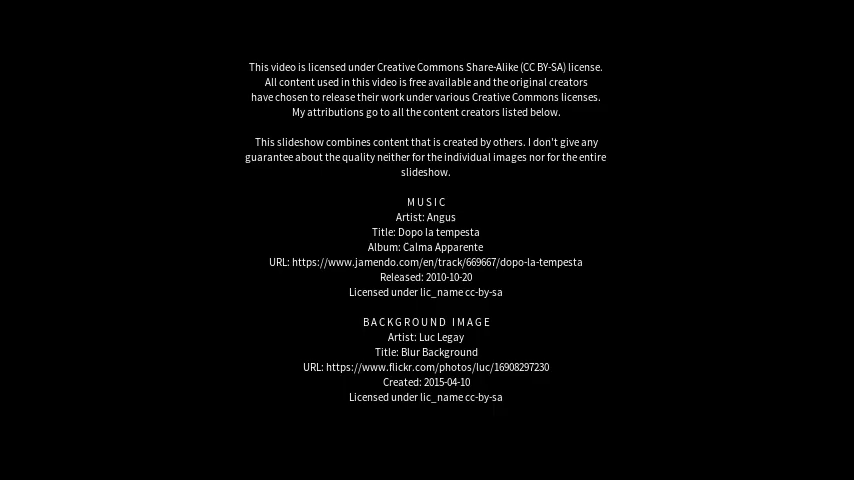 This video is licensed under Creative Commons Share-Alike (CC BY-SA) license.
All content used in this video is free available and the original creators
have chosen to release their work under various Creative Commons licenses.
My attributions go to all the content creators listed below.
This slideshow combines content that is created by others. I don't give any
guarantee about the quality neither for the individual images nor for the entire
slideshow.
MUSIC
Artist: Angus
Title: Dopo la tempesta
Album: Calma Apparente
URL: https://www.jamendo.com/en/track/669667/dopo-la-tempesta
Released: 2010-10-20
Licensed under lic_name cc-by-sa
BACKGROUND IMAGE
Artist: Luc Legay
Title: Blur Background
URL: https://www.flickr.com/photos/luc/16908297230
Created: 2015-04-10
Licensed under lic_name cc-by-sa